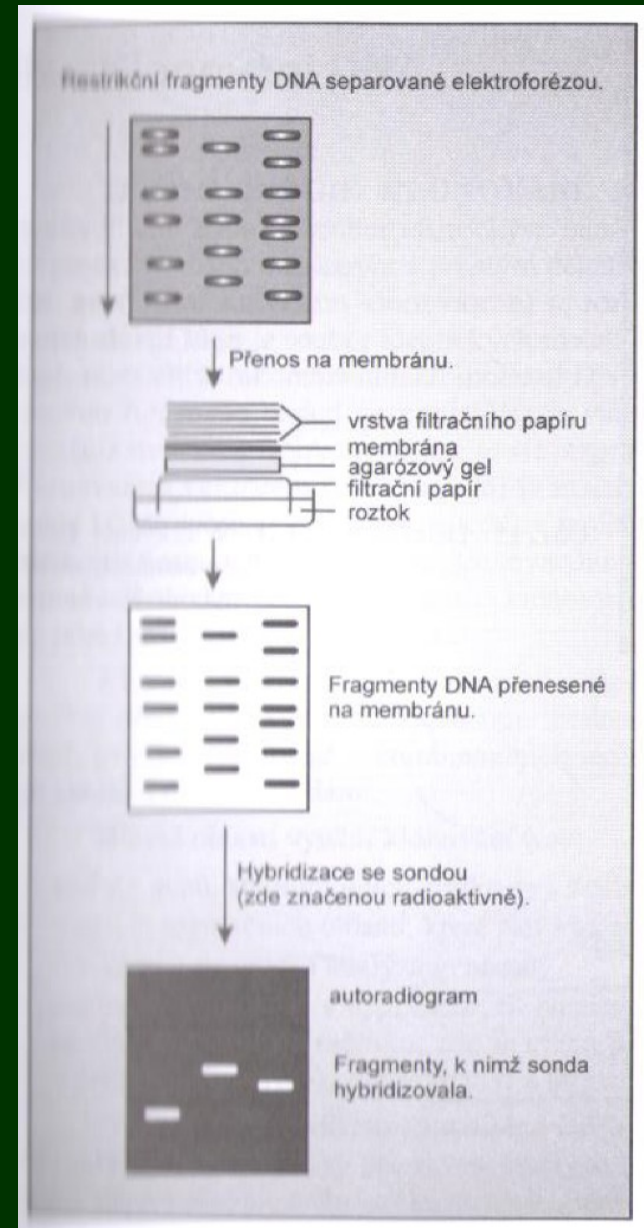 Restrikční fragmenty DNA separované elektroforézou.
Přenos na membránu.
vrstva filtračního papíru
membrána
agarózový gel
filtrační papír
roztok
Fragmenty DNA přenesené
na membránu.
Hybridizace se sondou
(zde značenou radioaktivně).
autoradiogram
Fragmenty, k nimž sonda
hybridizovala.